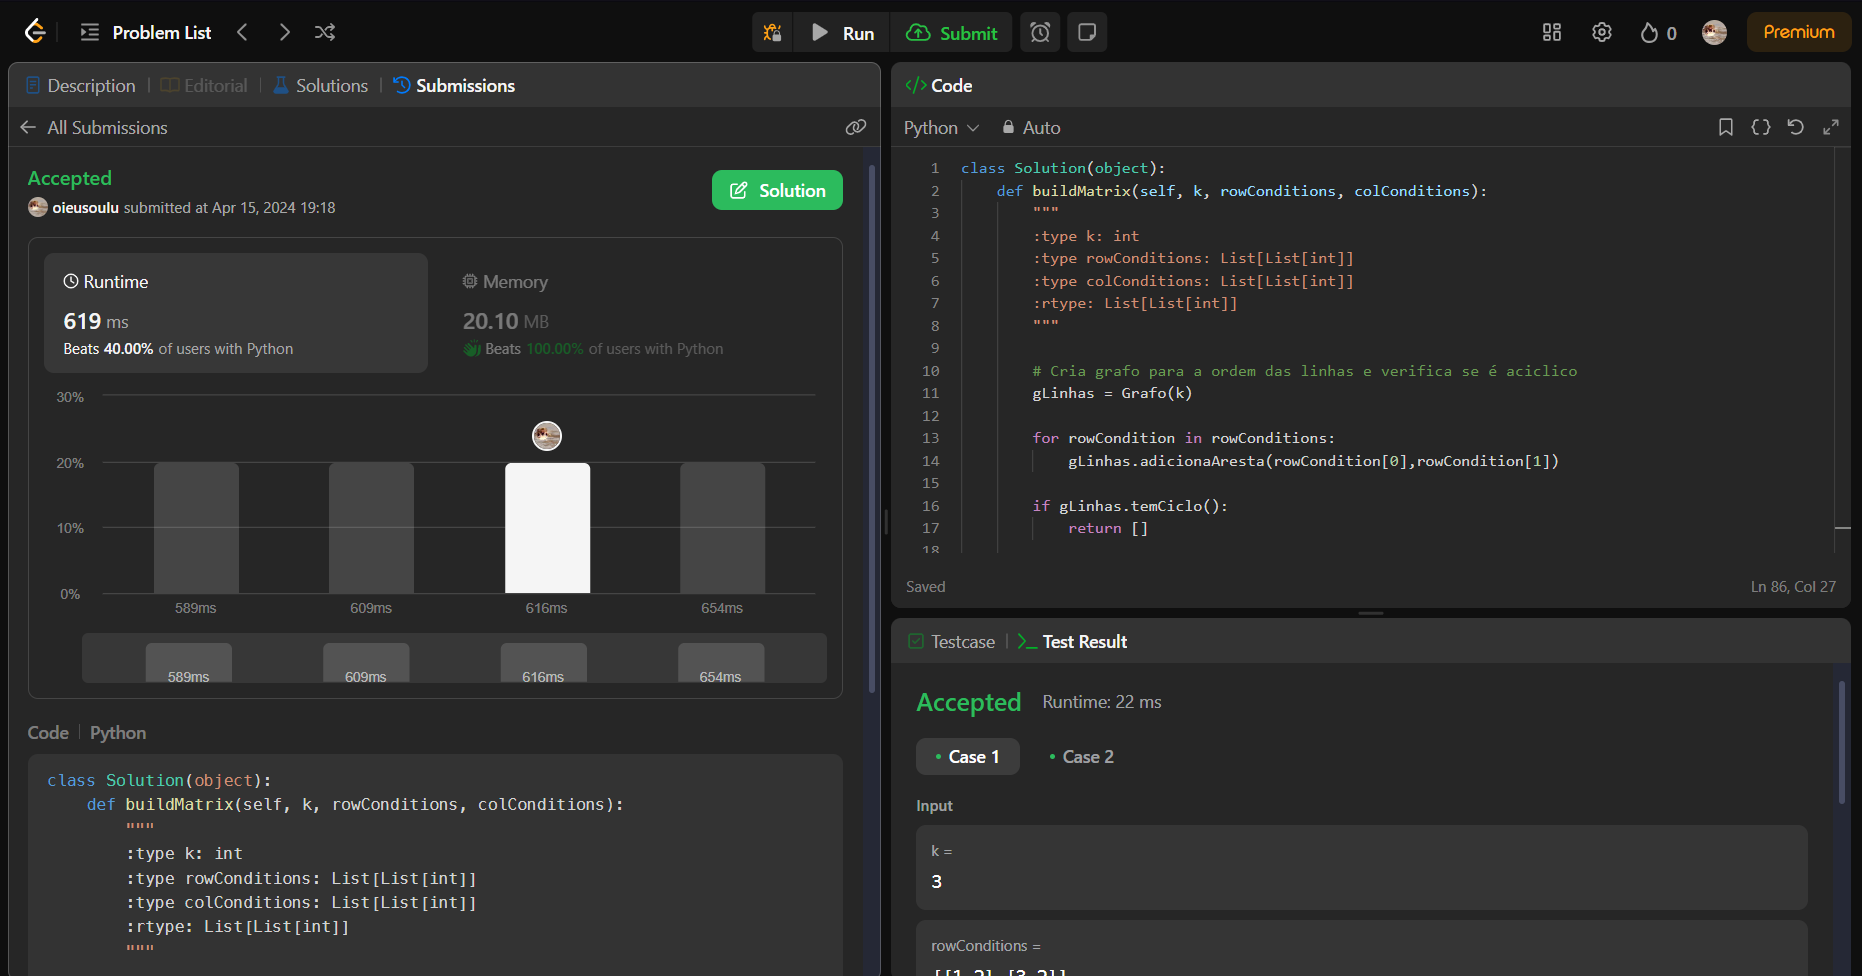 Problem List
Run
Submit
0
Premium
Description
Editorial
Solutions
Submissions
All Submissions
Accepted
oieusoulu submitted at Apr 15, 2024 19:18
Solution
Runtime
619 ms
Beats 40.00% of users with Python
Memory
20.10 MB
Beats 100.00% of users with Python
30%
20%
10%
0%
589ms
609ms
616ms
654ms
589ms
609ms
616ms
654ms
Code
Python
class Solution(object):
def buildMatrix(self, k, rowConditions, colConditions):
"""
:type k: int
:type rowConditions: List[List[int]]
:type colConditions: List[List[int]]
:rtype: List[List[int]]
"""
Code
Python
Auto
1 class Solution(object):
2 def buildMatrix(self, k, rowConditions, colConditions):
3 """
4 :type k: int
5 :type rowConditions: List[List[int]]
6 :type colConditions: List[List[int]]
7 :rtype: List[List[int]]
8 """
9
10 # Cria grafo para a ordem das linhas e verifica se é aciclico
11 gLinhas = Grafo(k)
12
13 for rowCondition in rowConditions:
14 gLinhas.adicionaAresta(rowCondition[0],rowCondition[1])
15
16 if gLinhas.temCiclo():
17 return []
18
Saved
Ln 86, Col 27
Testcase
Test Result
Accepted
Runtime: 22 ms
Case 1
Case 2
Input
k =
3
rowConditions =
[[1,2],[3,2]]